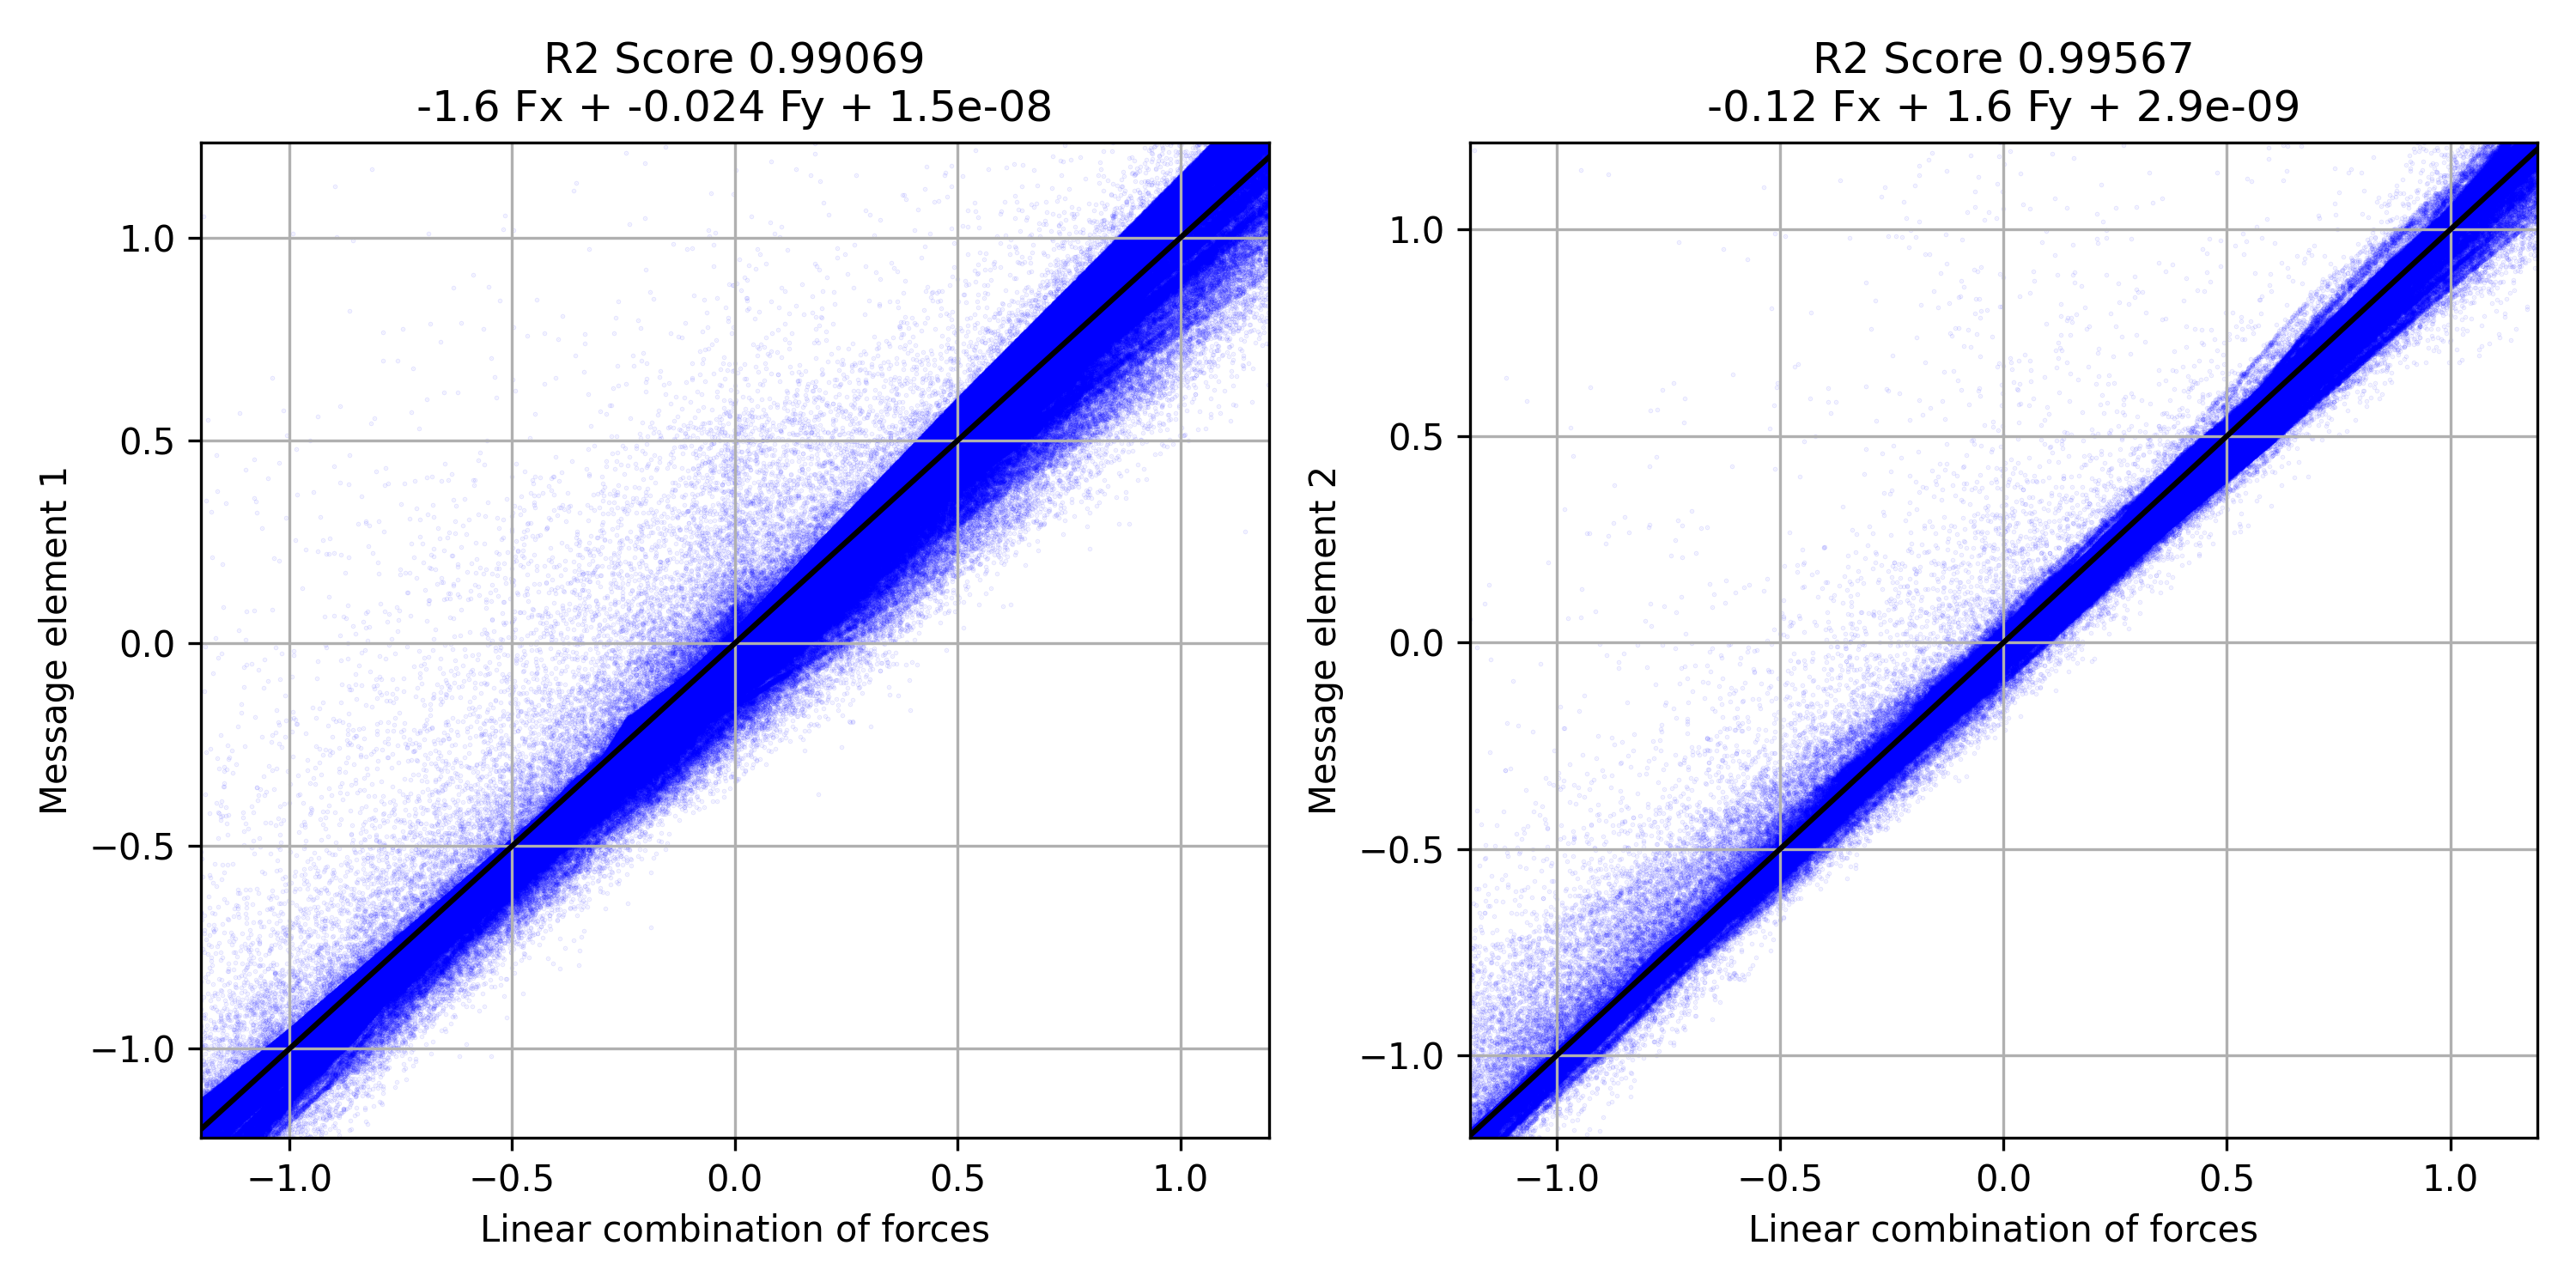 R2 Score 0.99069
-1.6 Fx + -0.024 Fy + 1.5e-08
Message element 1
1.0
0.5
0.0
−0.5
−1.0
−1.0 −0.5 0.0 0.5 1.0
Linear combination of forces
R2 Score 0.99567
-0.12 Fx + 1.6 Fy + 2.9e-09
Message element 2
1.0
0.5
0.0
−0.5
−1.0
−1.0 −0.5 0.0 0.5 1.0
Linear combination of forces